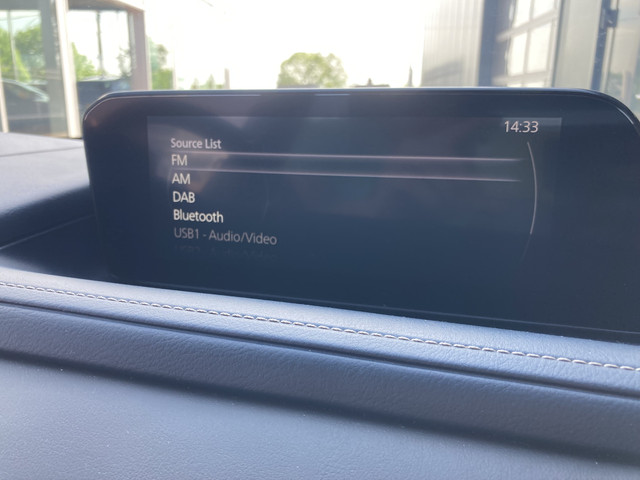 14:33
Source List
FM
AM
DAB
Bluetooth
USB1 - Audio/Video